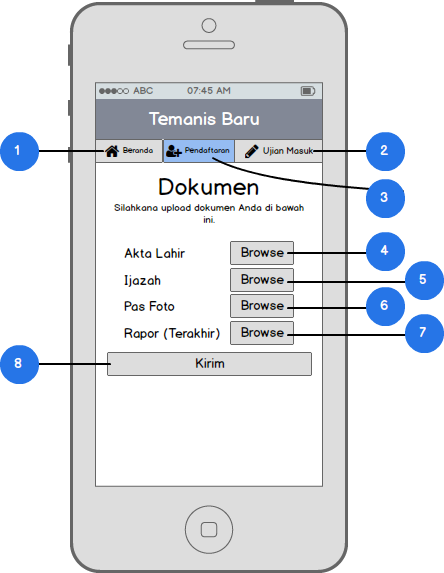 ABC 07:45 AM
Temanis Baru
1 Beranda Pendaftaran Ujian Masuk 2
3
Dokumen
Silahkana upload dokumen Anda di bawah
ini.
Akta Lahir Browse 4
Ijazah Browse 5
Pas Foto Browse 6
Rapor (Terakhir) Browse 7
8 Kirim